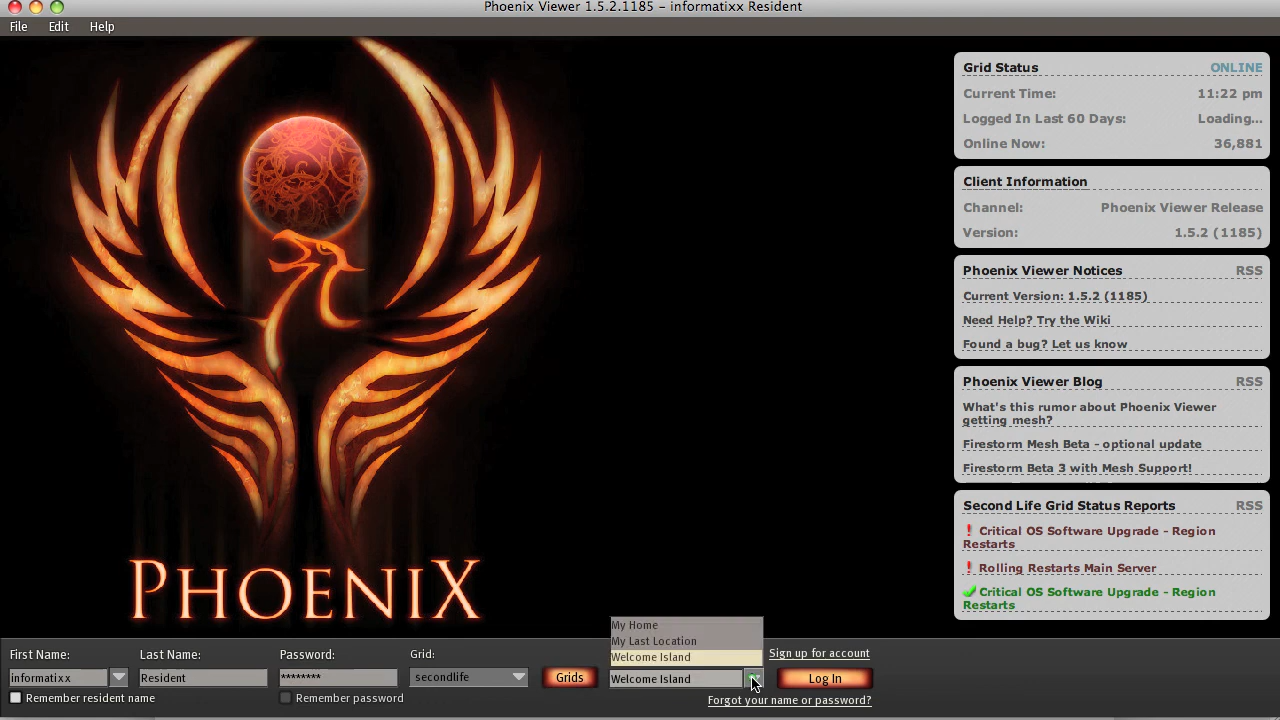 Phoenix Viewer 1.5.2.1185 - informatixx Resident
File Edit Help
Grid Status ONLINE
Current Time: 11:22 pm
Logged In Last 60 Days: Loading...
Online Now: 36,881
Client Information
Channel: Phoenix Viewer Release
Version: 1.5.2 (1185)
Phoenix Viewer Notices RSS
Current Version: 1.5.2 (1185)
Need Help? Try the Wiki
Found a bug? Let us know
Phoenix Viewer Blog RSS
What's this rumor about Phoenix Viewer
getting mesh?
Firestorm Mesh Beta - optional update
Firestorm Beta 3 with Mesh Support!
Second Life Grid Status Reports RSS
Critical OS Software Upgrade - Region
Restarts
Rolling Restarts Main Server
Critical OS Software Upgrade - Region
Restarts
PHOENIX
My Home
My Last Location
Welcome Island
First Name: Last Name: Password: Grid: Sign up for account
informatixx Resident ******** secondlife Grids Welcome Island Log In
Remember resident name Remember password Forgot your name or password?